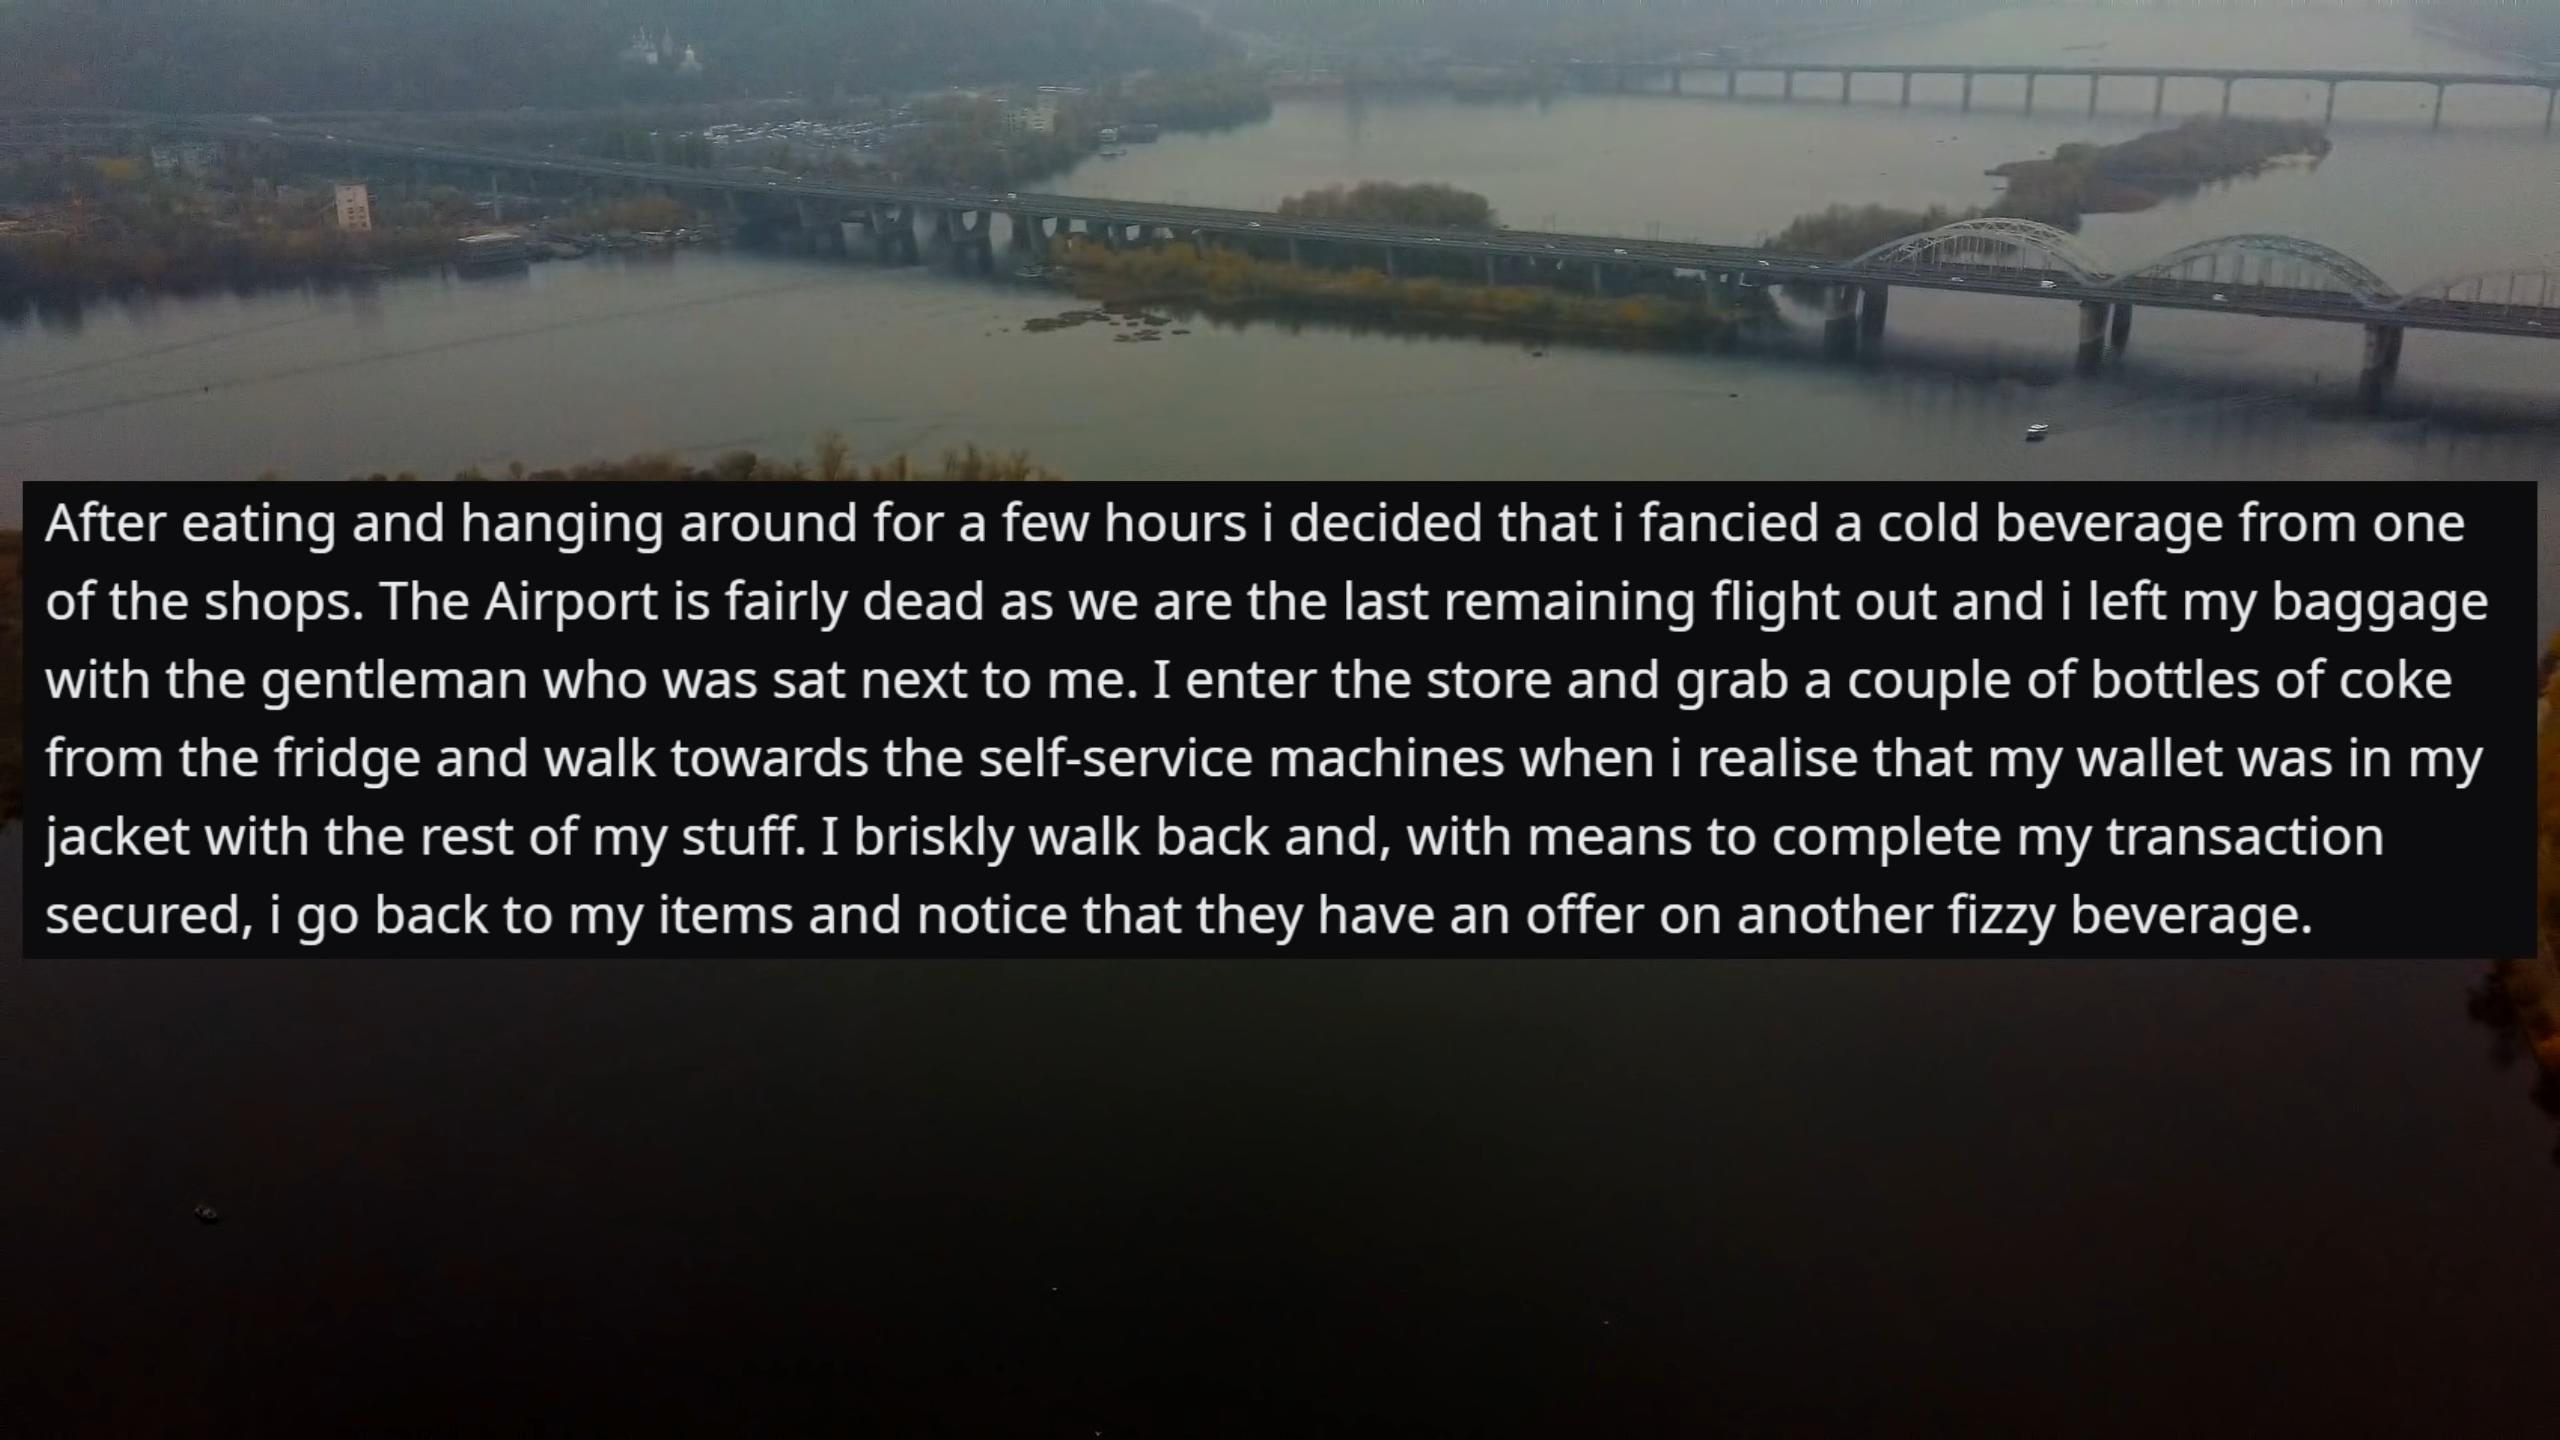 After eating and hanging around for a few hours i decided that i fancied a cold beverage from one
of the shops. The Airport is fairly dead as we are the last remaining flight out and i left my baggage
with the gentleman who was sat next to me. I enter the store and grab a couple of bottles of coke
from the fridge and walk towards the self-service machines when i realise that my wallet was in my
jacket with the rest of my stuff. I briskly walk back and, with means to complete my transaction
secured, i go back to my items and notice that they have an offer on another fizzy beverage.